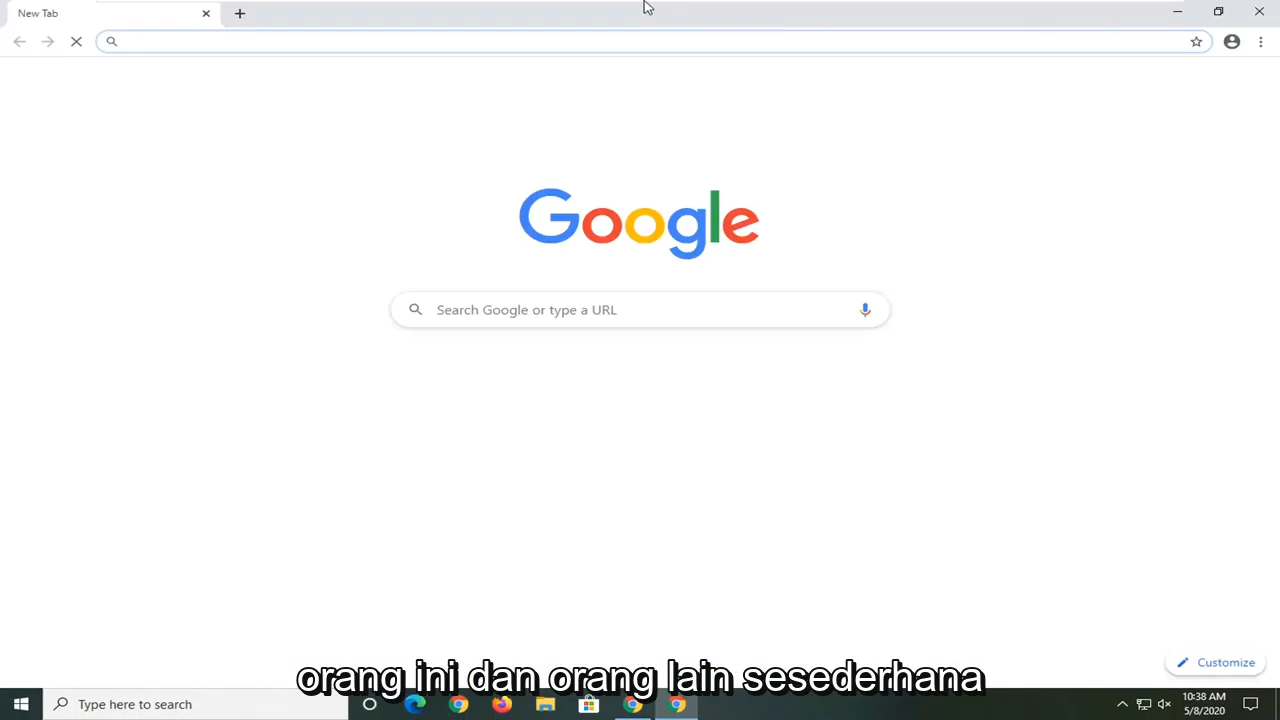 New Tab
Google
Search Google or type a URL
Customize
orang ini dan orang lain sesederhana
Type here to search
10:38 AM
5/8/2020